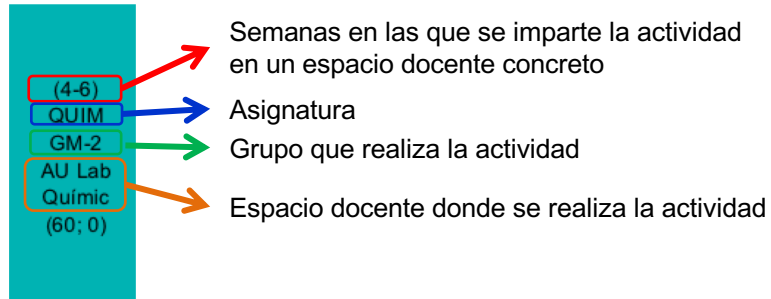 (4-6)
QUIM
GM-2
AU Lab
Químic
(60; 0)
Semanas en las que se imparte la actividad
en un espacio docente concreto
Asignatura
Grupo que realiza la actividad
Espacio docente donde se realiza la actividad